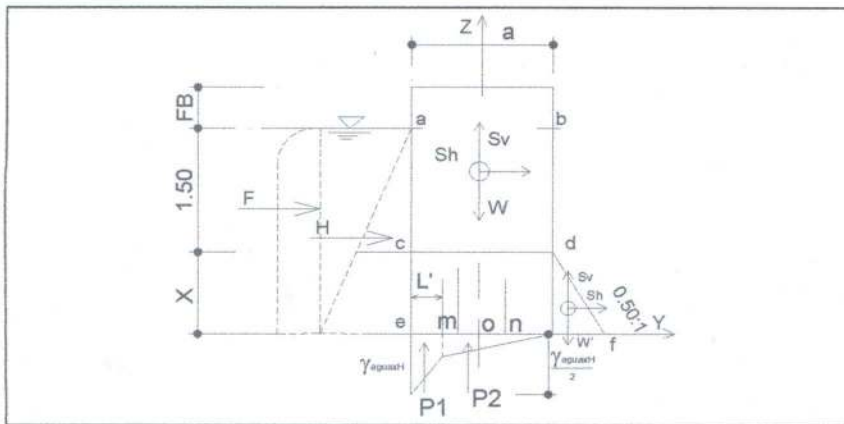 Z
a
FB
a
b
Sv
Sh
1.50
F
W
H
c
d
L'
Sv
Sh
0.50:1
X
e
m
o
n
Y
W'
f
γaguaxH
γaguaxH
2
P1
P2